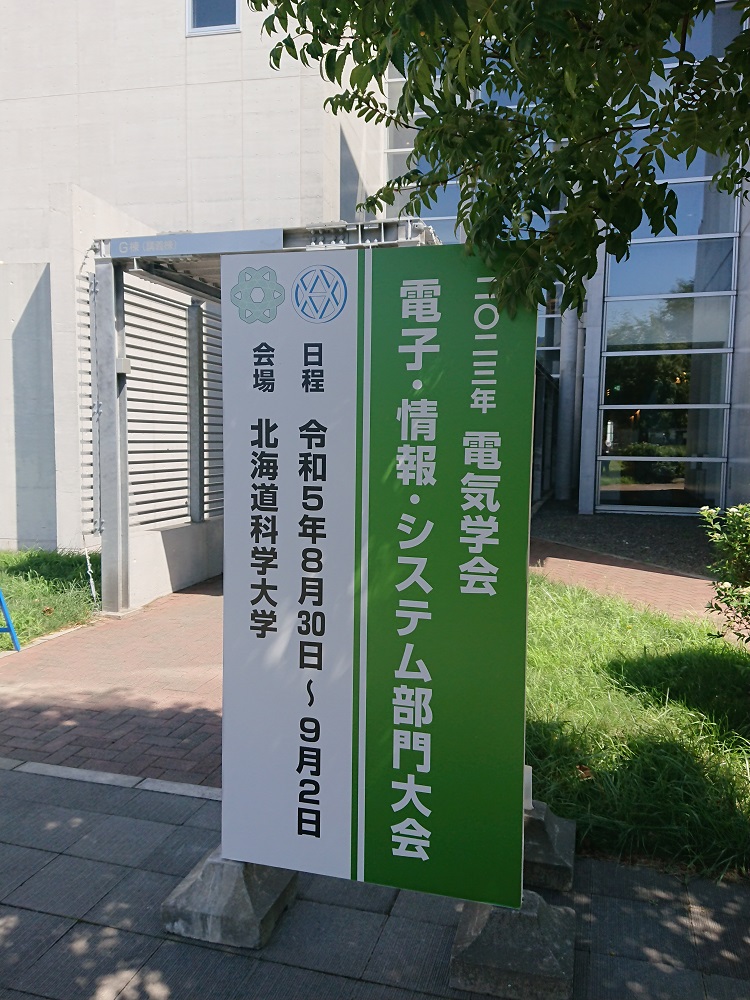 二〇二三年 電気学会
電子・情報・システム部門大会
日程 令和5年8月30日～9月2日
会場 北海道科学大学